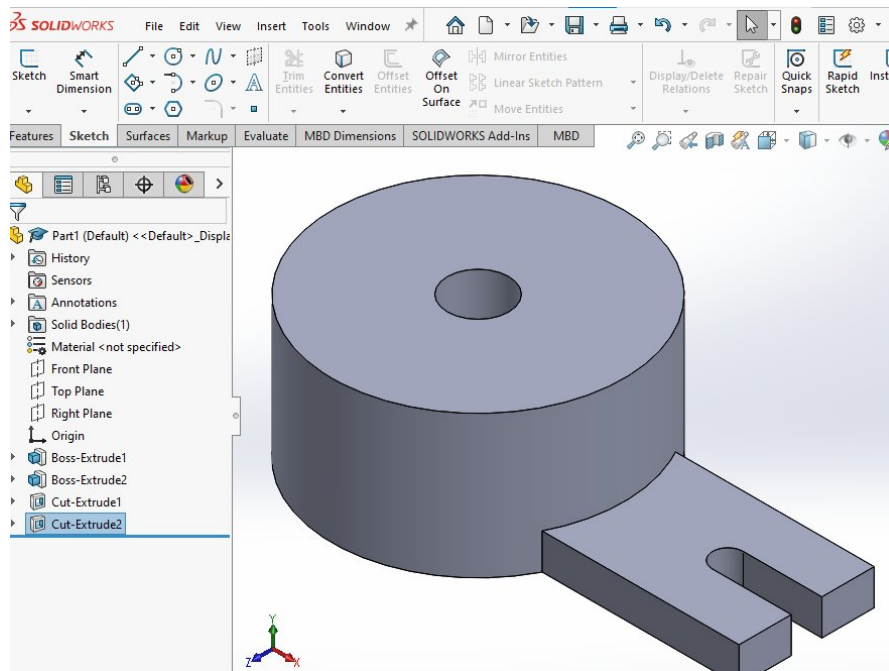 SOLIDWORKS File Edit View Insert Tools Window
Sketch Smart Dimension Trim Entities Convert Entities Offset Entities Offset On Surface Mirror Entities Display/Delete Relations Repair Sketch Quick Snaps Rapid Sketch
Linear Sketch Pattern
Move Entities
Features Sketch Surfaces Markup Evaluate MBD Dimensions SOLIDWORKS Add-Ins MBD
Part1 (Default) <<Default>_Displa
History
Sensors
Annotations
Solid Bodies(1)
Material <not specified>
Front Plane
Top Plane
Right Plane
Origin
Boss-Extrude1
Boss-Extrude2
Cut-Extrude1
Cut-Extrude2
Y
Z X